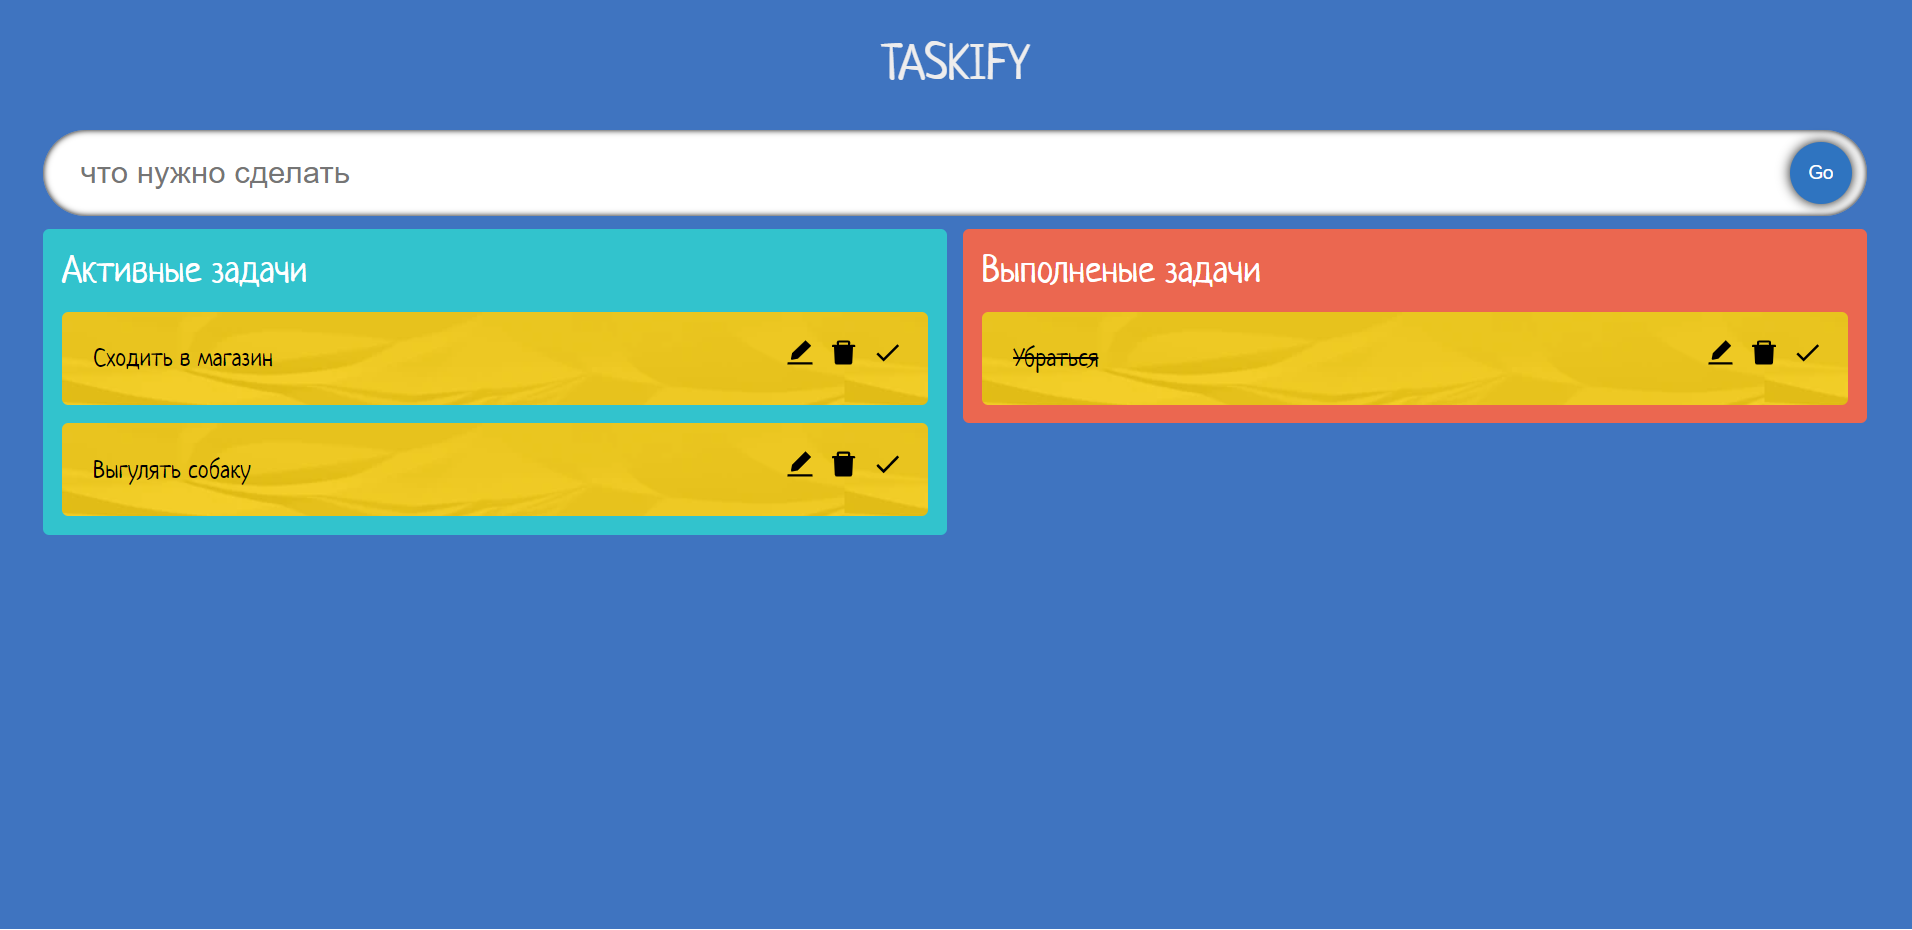 TASKIFY
что нужно сделать
Go
Активные задачи
Сходить в магазин
Выгулять собаку
Выполненые задачи
Убраться